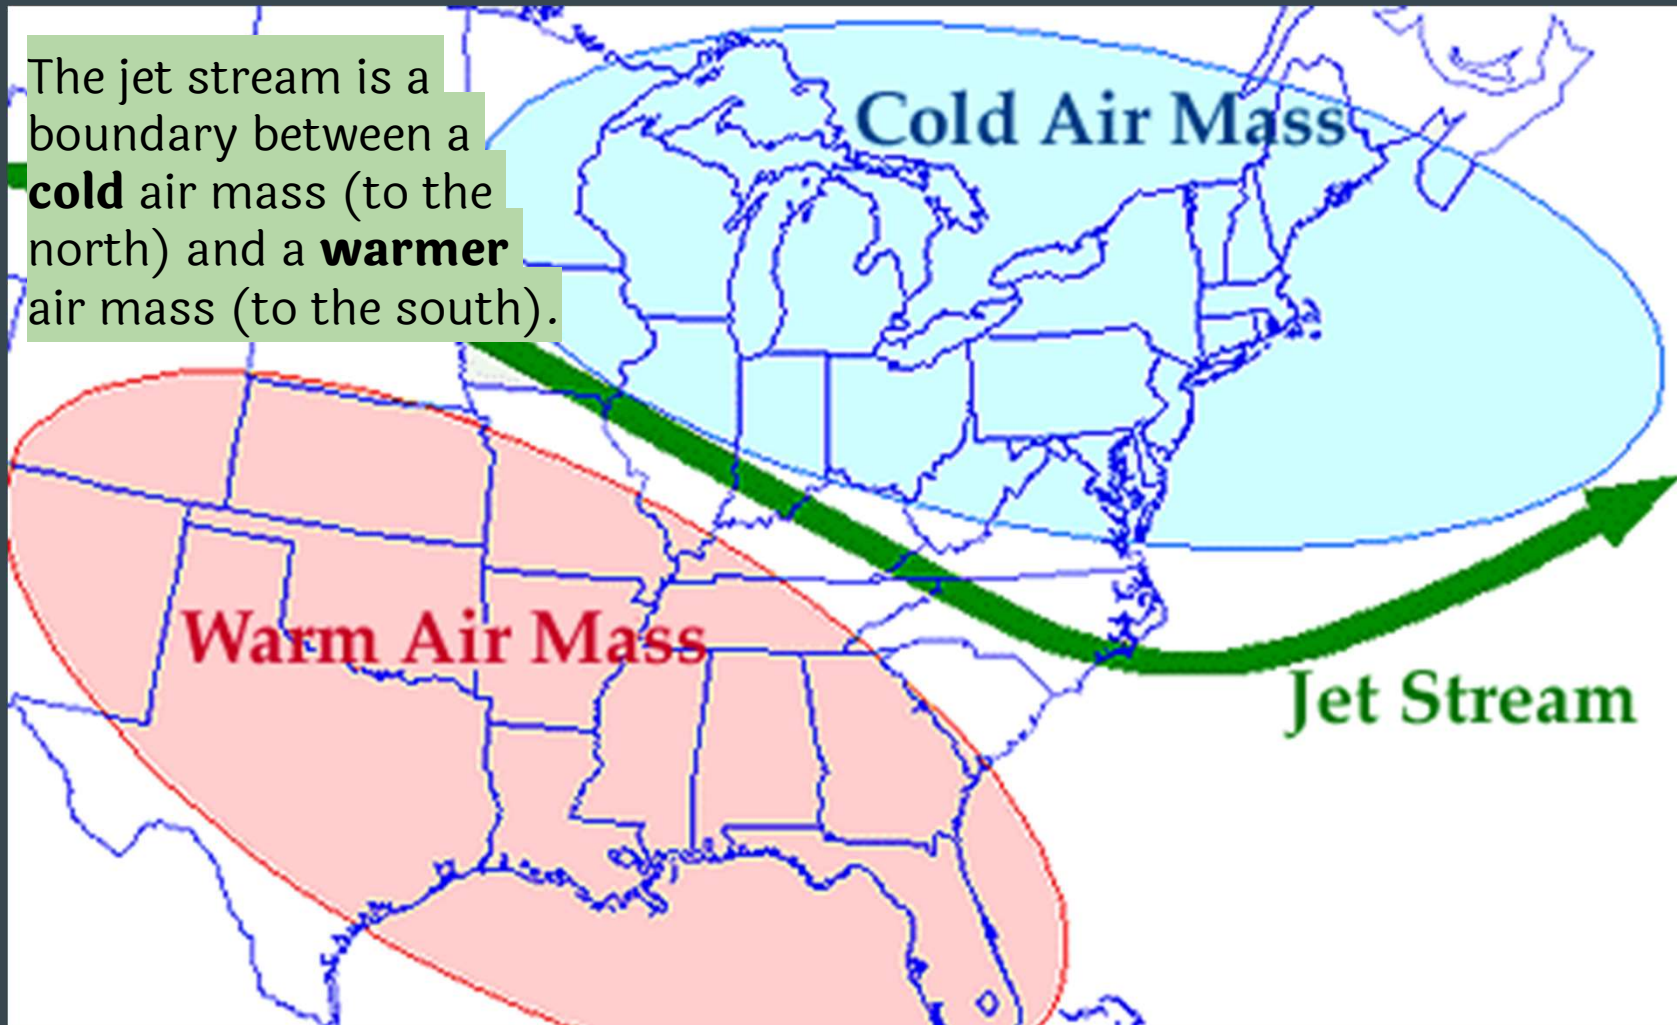 The jet stream is a
boundary between a
cold air mass (to the
north) and a warmer
air mass (to the south).
Cold Air Mass
Warm Air Mass
Jet Stream